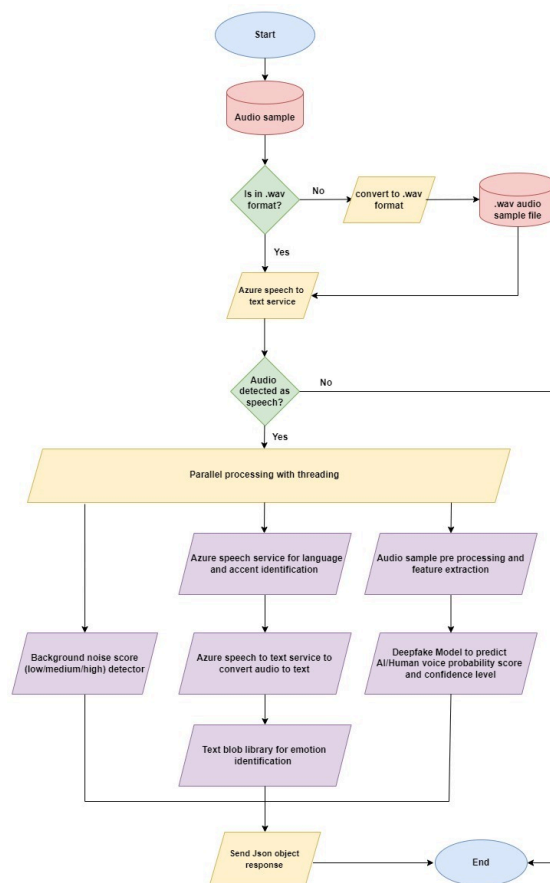 Start
Audio sample
Is in .wav
format?
No
convert to .wav
format
.wav audio
sample file
Yes
Azure speech to
text service
Audio
detected as
speech?
No
Yes
Parallel processing with threading
Azure speech service for language
and accent identification
Audio sample pre processing and
feature extraction
Background noise score
(low/medium/high) detector
Azure speech to text service to
convert audio to text
Deepfake Model to predict
AI/Human voice probability score
and confidence level
Text blob library for emotion
identification
Send Json object
response
End